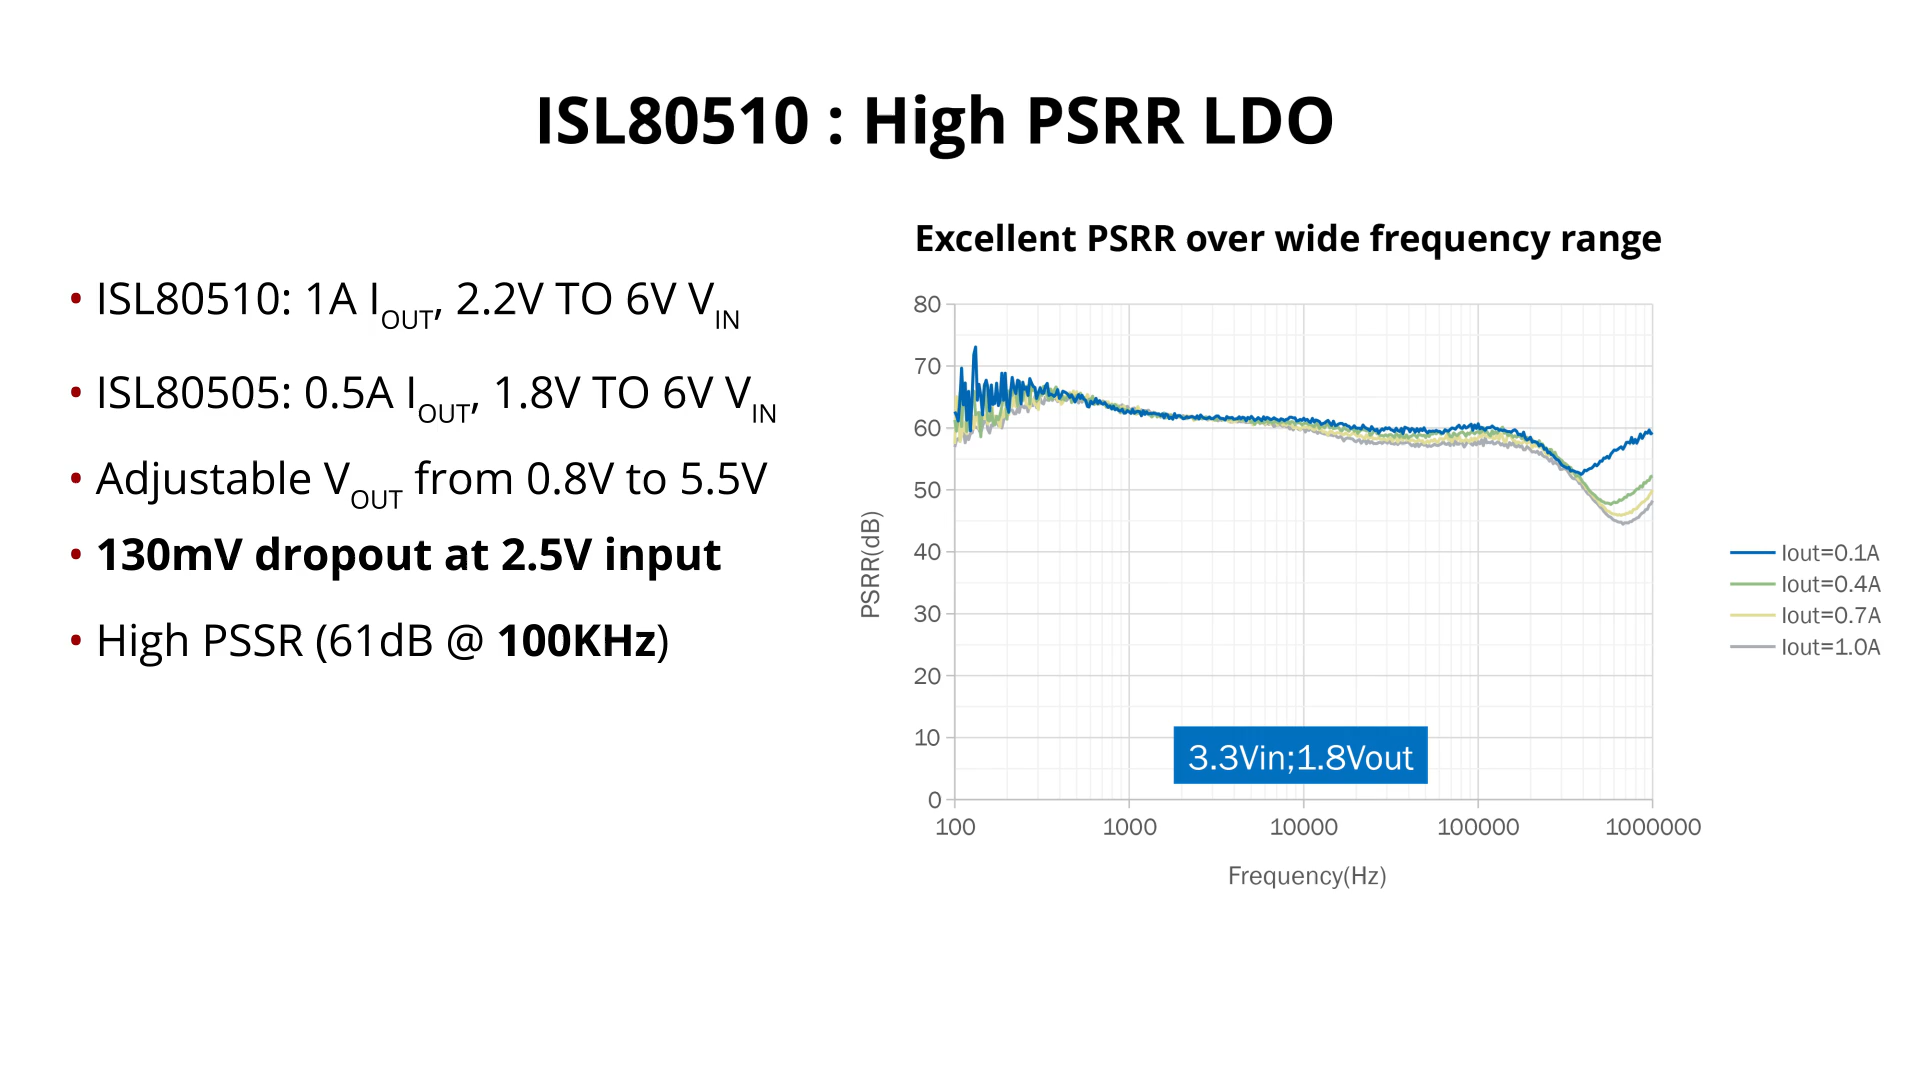 ISL80510 : High PSRR LDO
• ISL80510: 1A IOUT, 2.2V TO 6V VIN
• ISL80505: 0.5A IOUT, 1.8V TO 6V VIN
• Adjustable VOUT from 0.8V to 5.5V
• 130mV dropout at 2.5V input
• High PSSR (61dB @ 100KHz)
Excellent PSRR over wide frequency range
PSRR(dB)
80
70
60
50
40
30
20
10
0
3.3Vin;1.8Vout
100 1000 10000 100000 1000000
Frequency(Hz)
Iout=0.1A
Iout=0.4A
Iout=0.7A
Iout=1.0A